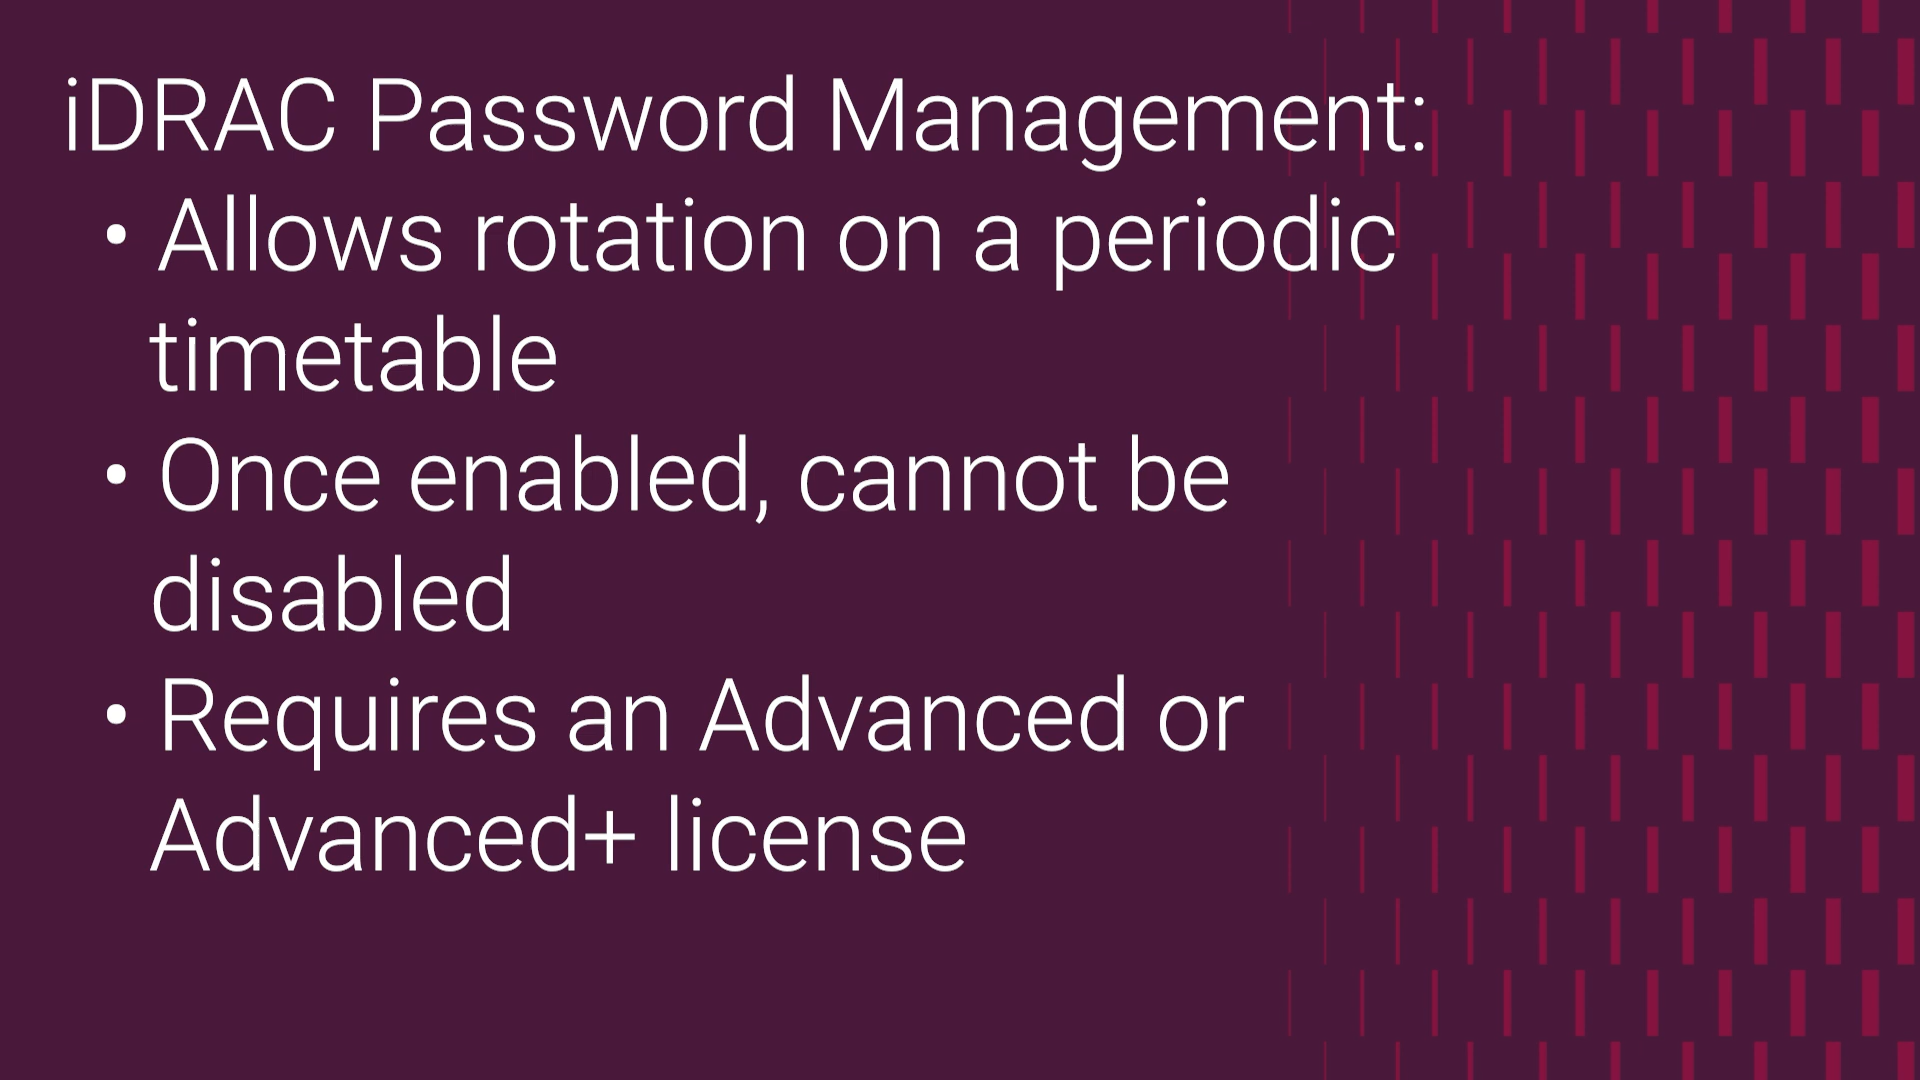 iDRAC Password Management:
• Allows rotation on a periodic
timetable
• Once enabled, cannot be
disabled
• Requires an Advanced or
Advanced+ license